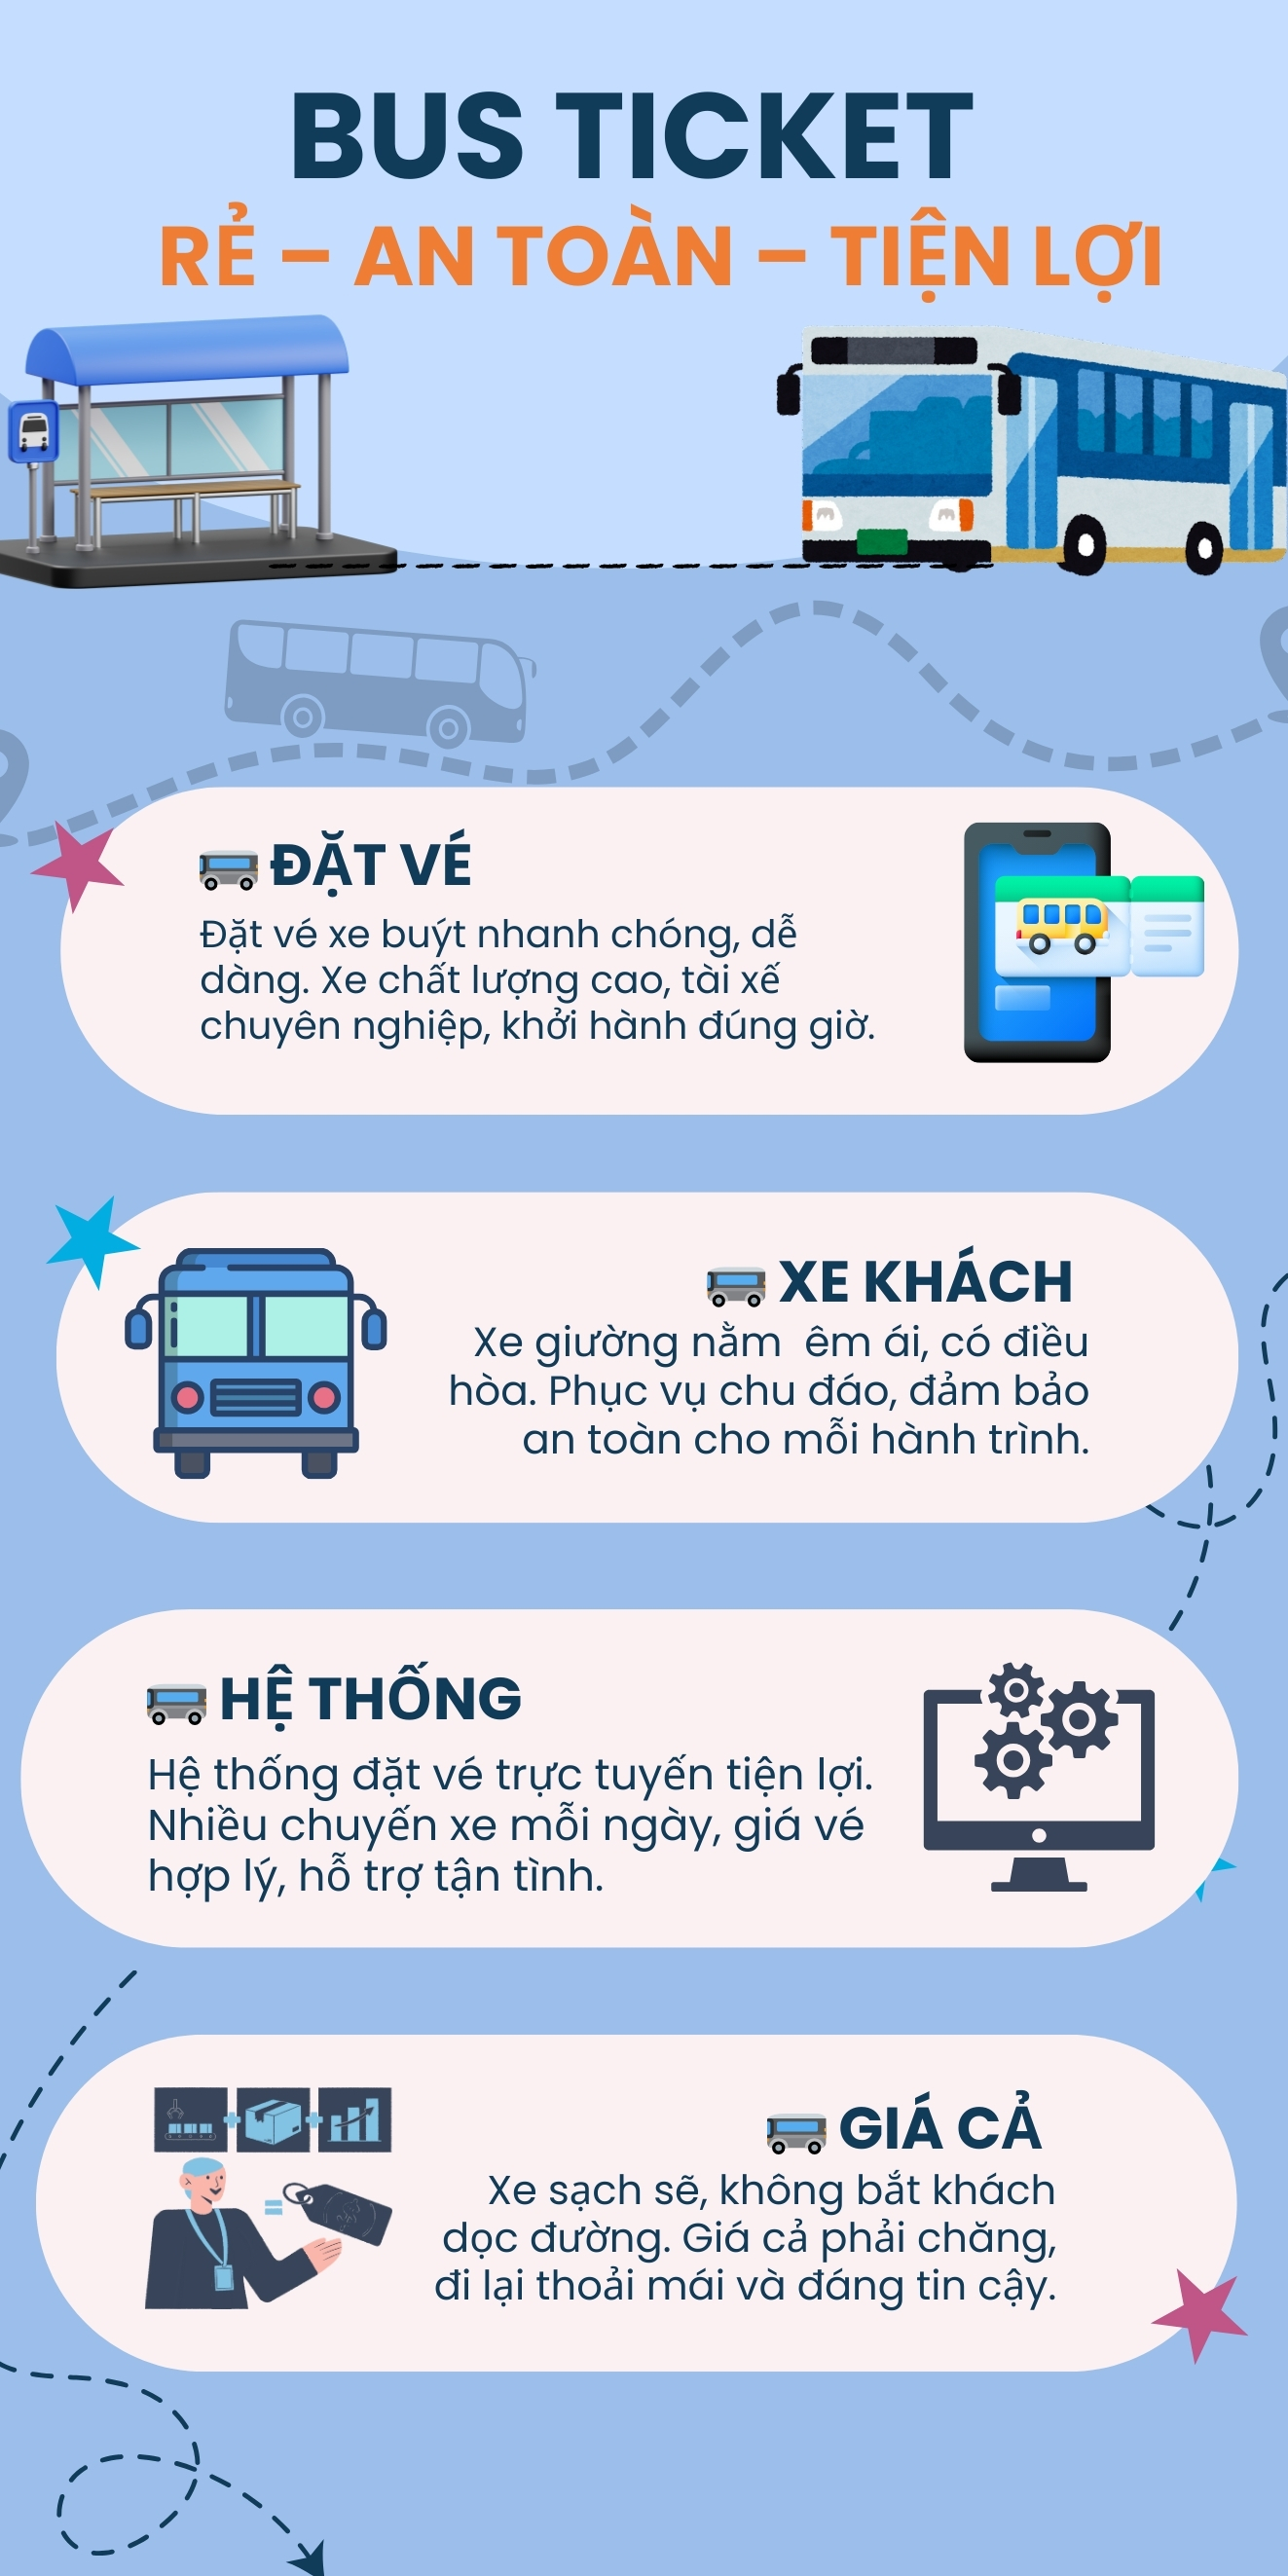 BUS TICKET
RẺ – AN TOÀN – TIỆN LỢI
ĐẶT VÉ
Đặt vé xe buýt nhanh chóng, dễ
dàng. Xe chất lượng cao, tài xế
chuyên nghiệp, khởi hành đúng giờ.
XE KHÁCH
Xe giường nằm  êm ái, có điều
hòa. Phục vụ chu đáo, đảm bảo
an toàn cho mỗi hành trình.
HỆ THỐNG
Hệ thống đặt vé trực tuyến tiện lợi.
Nhiều chuyến xe mỗi ngày, giá vé
hợp lý, hỗ trợ tận tình.
GIÁ CẢ
Xe sạch sẽ, không bắt khách
dọc đường. Giá cả phải chăng,
đi lại thoải mái và đáng tin cậy.